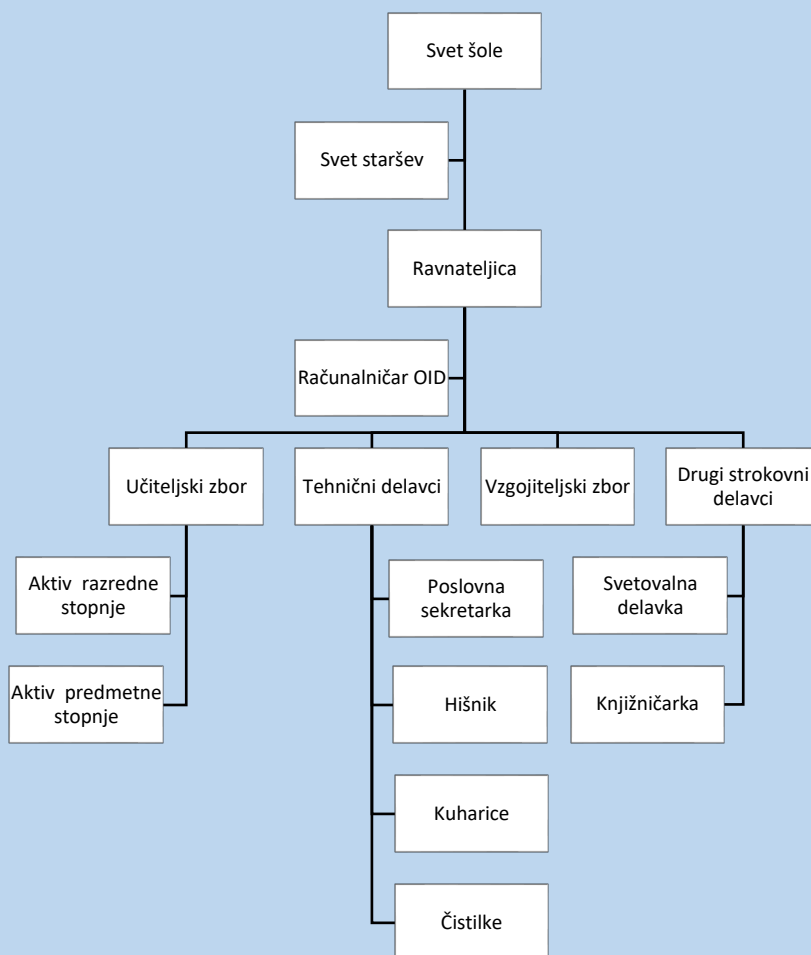 Svet šole
Svet staršev
Ravnateljica
Računalničar OID
Učiteljski zbor
Tehnični delavci
Vzgojiteljski zbor
Drugi strokovni
delavci
Aktiv razredne
stopnje
Poslovna
sekretarka
Svetovalna
delavka
Aktiv predmetne
stopnje
Hišnik
Knjižničarka
Kuharice
Čistilke